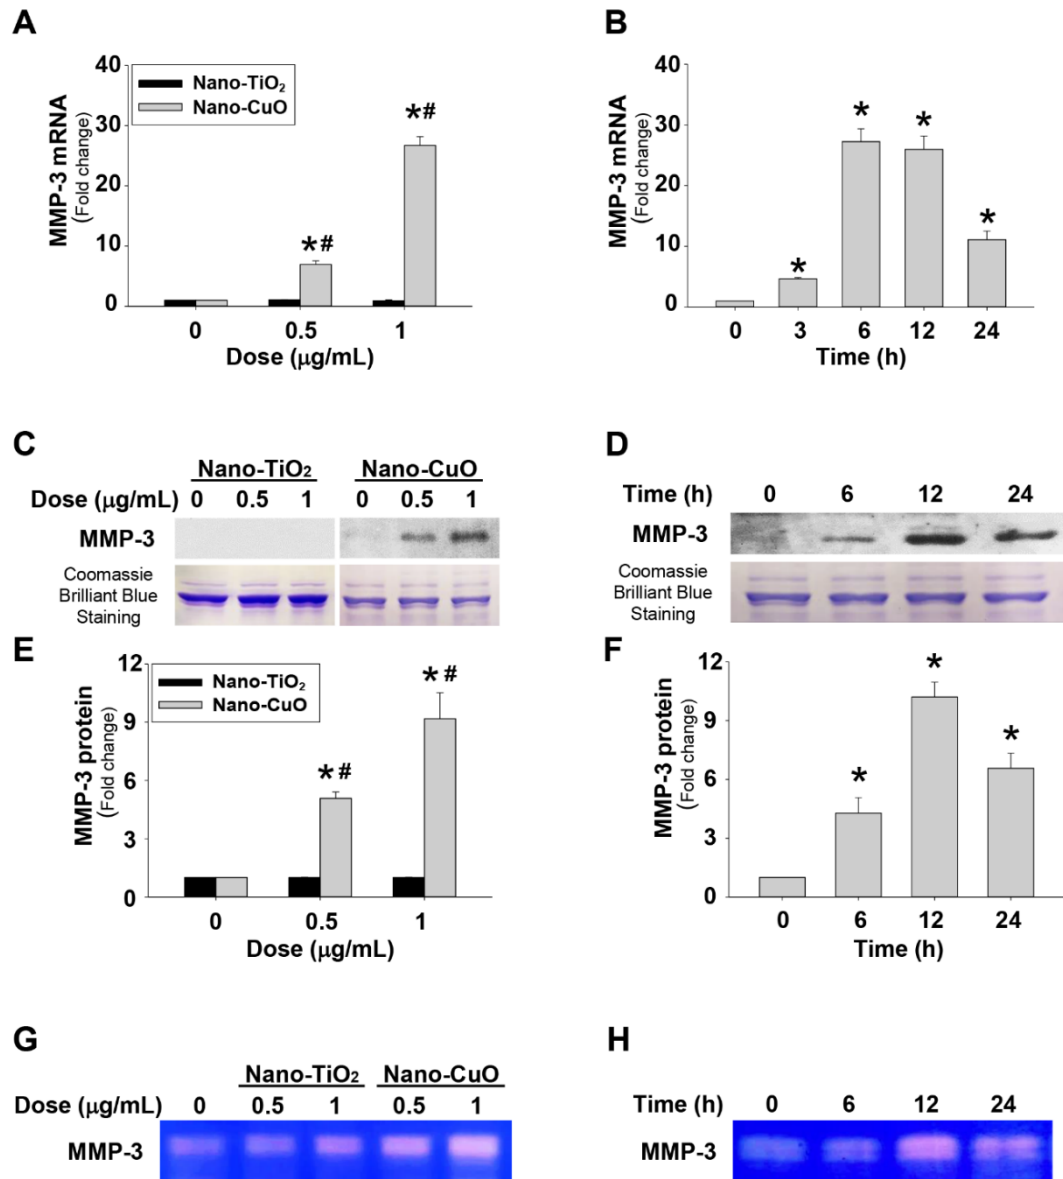 A
MMP-3 mRNA
(Fold change)
40
30
20
10
0
Nano-TiO₂
Nano-CuO
*#
*#
0 0.5 1
Dose (μg/mL)
B
MMP-3 mRNA
(Fold change)
40
30
20
10
0
*
*
*
*
0 3 6 12 24
Time (h)
C
Nano-TiO₂ Nano-CuO
Dose (μg/mL) 0 0.5 1 0 0.5 1
MMP-3
Coomassie
Brilliant Blue
Staining
D
Time (h) 0 6 12 24
MMP-3
Coomassie
Brilliant Blue
Staining
E
MMP-3 protein
(Fold change)
12
9
6
3
0
Nano-TiO₂
Nano-CuO
*#
*#
0 0.5 1
Dose (μg/mL)
F
MMP-3 protein
(Fold change)
12
9
6
3
0
*
*
*
0 6 12 24
Time (h)
G
Nano-TiO₂ Nano-CuO
Dose (μg/mL) 0 0.5 1 0.5 1
MMP-3
H
Time (h) 0 6 12 24
MMP-3